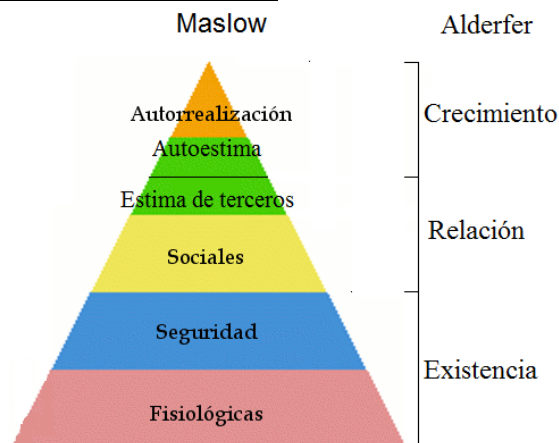 Maslow
Alderfer
Autorrealización
Crecimiento
Autoestima
Estima de terceros
Relación
Sociales
Seguridad
Existencia
Fisiológicas